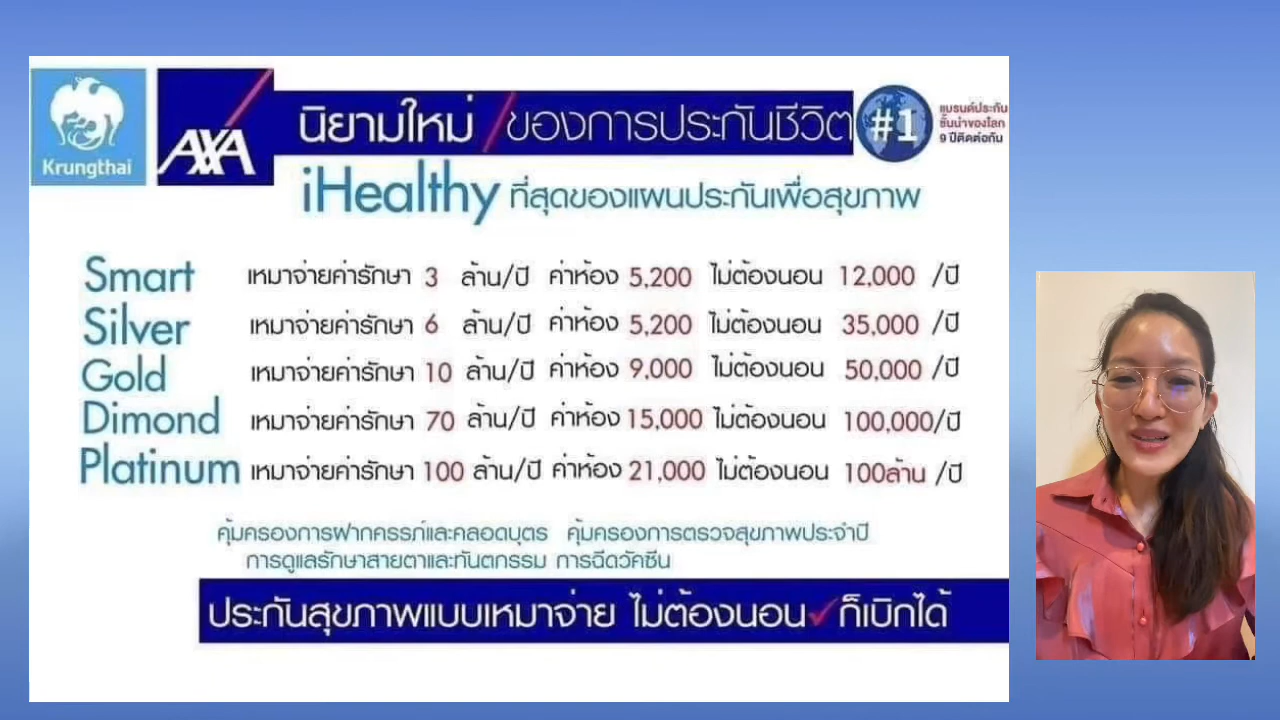 Krungthai
AXA
นิยามใหม่ / ของการประกันชีวิต
#1
แบรนด์ประกัน
ชั้นนำของโลก
9 ปีติดต่อกัน
iHealthy ที่สุดของแผนประกันเพื่อสุขภาพ
Smart เหมาจ่ายค่ารักษา 3 ล้าน/ปี ค่าห้อง 5,200 ไม่ต้องนอน 12,000 /ปี
Silver เหมาจ่ายค่ารักษา 6 ล้าน/ปี ค่าห้อง 5,200 ไม่ต้องนอน 35,000 /ปี
Gold เหมาจ่ายค่ารักษา 10 ล้าน/ปี ค่าห้อง 9,000 ไม่ต้องนอน 50,000 /ปี
Dimond เหมาจ่ายค่ารักษา 70 ล้าน/ปี ค่าห้อง 15,000 ไม่ต้องนอน 100,000/ปี
Platinum เหมาจ่ายค่ารักษา 100 ล้าน/ปี ค่าห้อง 21,000 ไม่ต้องนอน 100ล้าน /ปี
คุ้มครองการฝากครรภ์และคลอดบุตร คุ้มครองการตรวจสุขภาพประจำปี
การดูแลรักษาสายตาและทันตกรรม การฉีดวัคซีน
ประกันสุขภาพแบบเหมาจ่าย ไม่ต้องนอน✓ก็เบิกได้